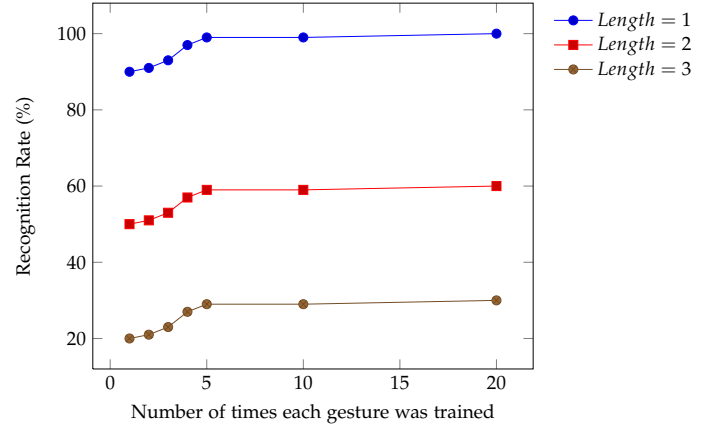 Length = 1
Length = 2
Length = 3
100
80
60
40
20
Recognition Rate (%)
0 5 10 15 20
Number of times each gesture was trained